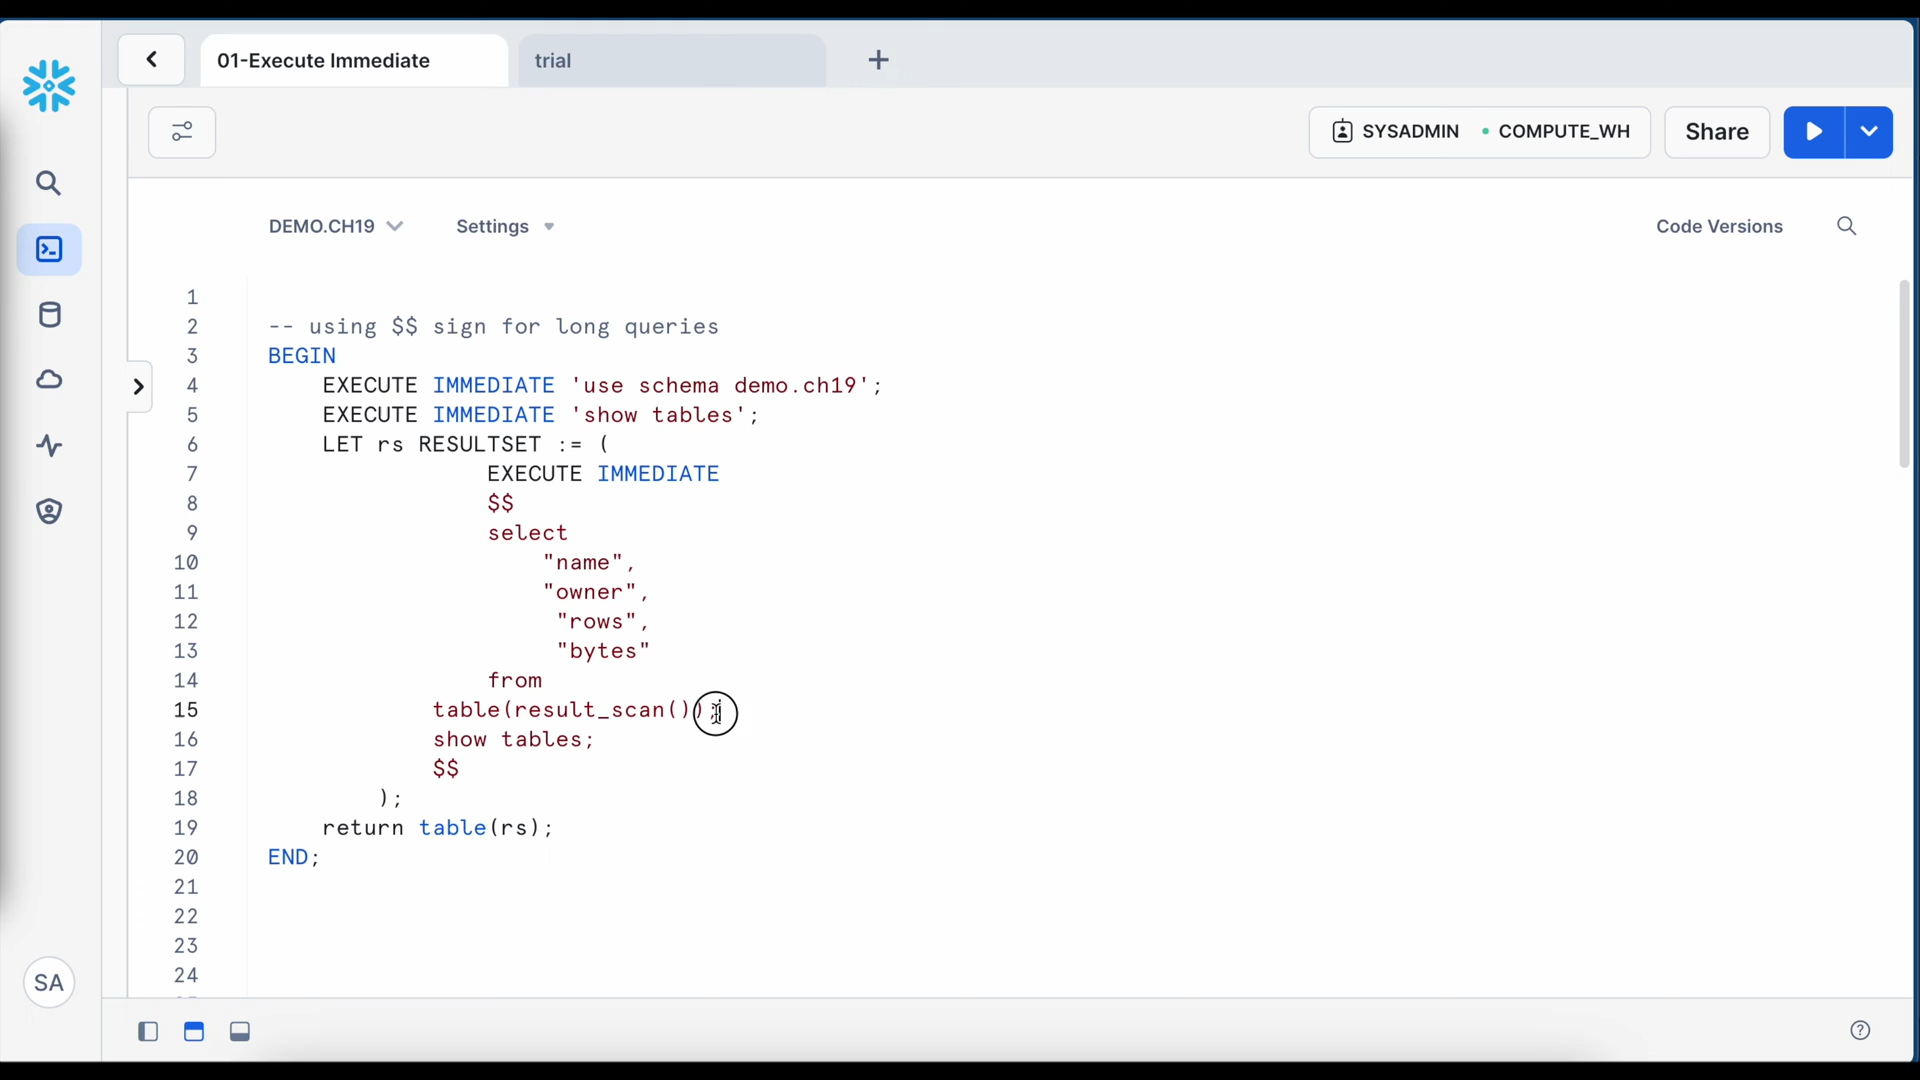 01-Execute Immediate
trial
SYSADMIN
COMPUTE_WH
Share
DEMO.CH19
Settings
Code Versions
1
2 -- using $$ sign for long queries
3 BEGIN
4 EXECUTE IMMEDIATE 'use schema demo.ch19';
5 EXECUTE IMMEDIATE 'show tables';
6 LET rs RESULTSET := (
7 EXECUTE IMMEDIATE
8 $$
9 select
10 "name",
11 "owner",
12 "rows",
13 "bytes"
14 from
15 table(result_scan());
16 show tables;
17 $$
18 );
19 return table(rs);
20 END;
21
22
23
24
SA